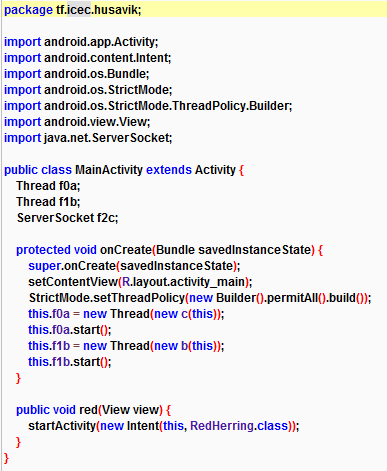 package tf.icec.husavik;
import android.app.Activity;
import android.content.Intent;
import android.os.Bundle;
import android.os.StrictMode;
import android.os.StrictMode.ThreadPolicy.Builder;
import android.view.View;
import java.net.ServerSocket;
public class MainActivity extends Activity {
Thread f0a;
Thread f1b;
ServerSocket f2c;
protected void onCreate(Bundle savedInstanceState) {
super.onCreate(savedInstanceState);
setContentView(R.layout.activity_main);
StrictMode.setThreadPolicy(new Builder().permitAll().build());
this.f0a = new Thread(new c(this));
this.f0a.start();
this.f1b = new Thread(new b(this));
this.f1b.start();
}
public void red(View view) {
startActivity(new Intent(this, RedHerring.class));
}
}